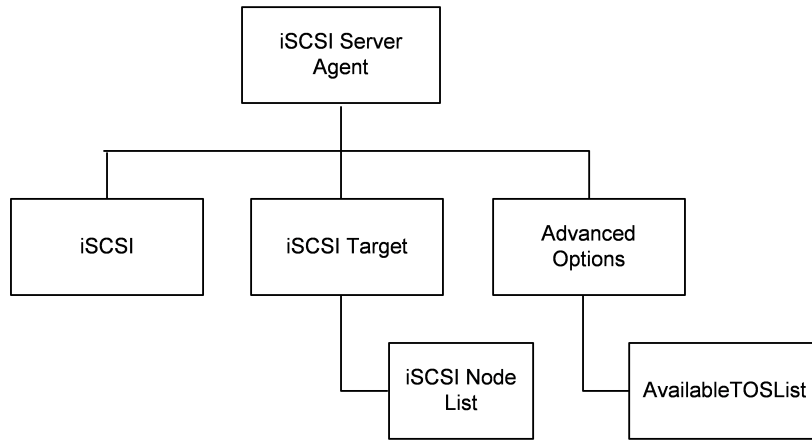 iSCSI Server
Agent
iSCSI
iSCSI Target
Advanced
Options
iSCSI Node
List
AvailableTOSList